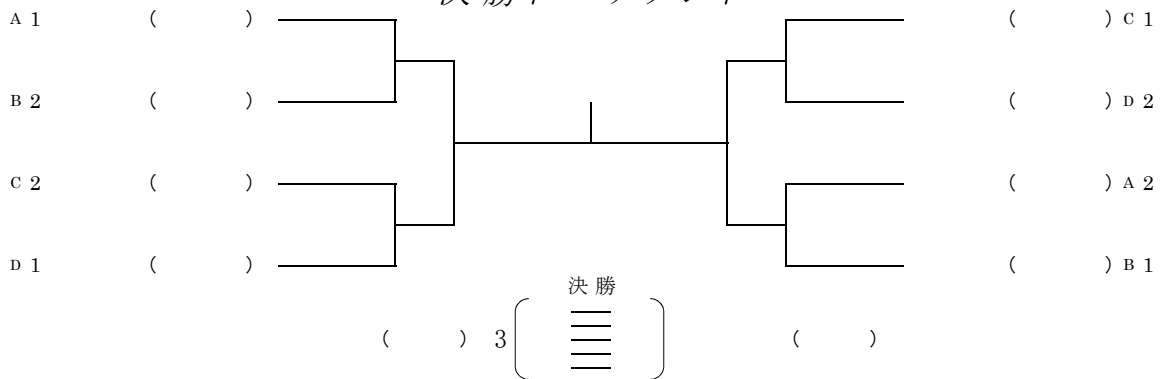 A 1 （　　　） （　　　） C 1
B 2 （　　　） （　　　） D 2
C 2 （　　　） （　　　） A 2
D 1 （　　　） （　　　） B 1
決 勝
（　　　） 3 （　　　）